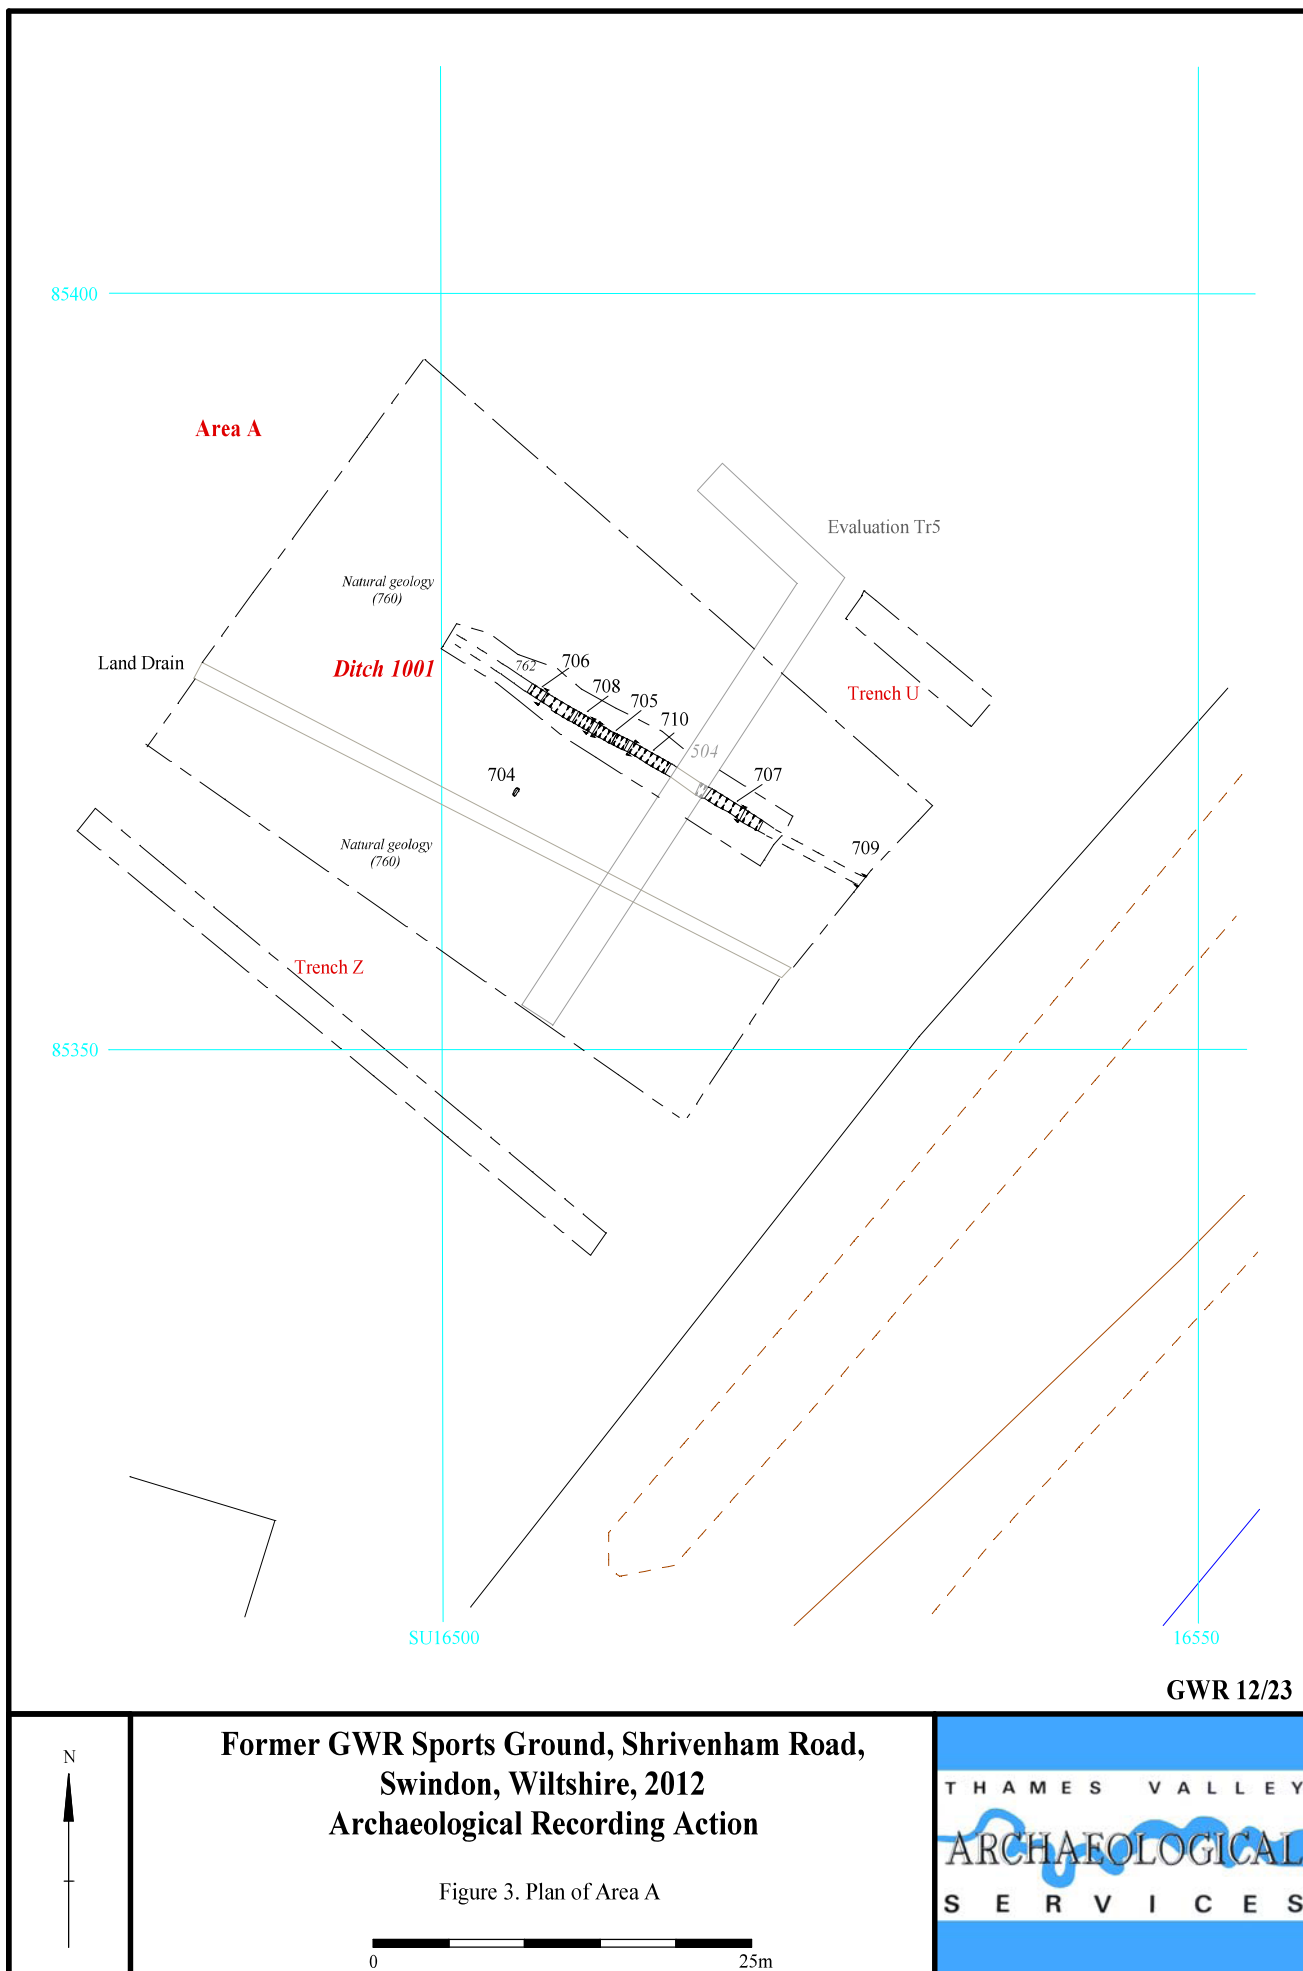 85400
Area A
Evaluation Tr5
Natural geology
(760)
Land Drain
Ditch 1001
762
706
708
705
710
504
707
704
709
Trench U
Natural geology
(760)
Trench Z
85350
SU16500
16550
GWR 12/23
N
Former GWR Sports Ground, Shrivenham Road,
Swindon, Wiltshire, 2012
Archaeological Recording Action
Figure 3. Plan of Area A
0
25m
THAMES VALLEY
ARCHAEOLOGICAL
SERVICES